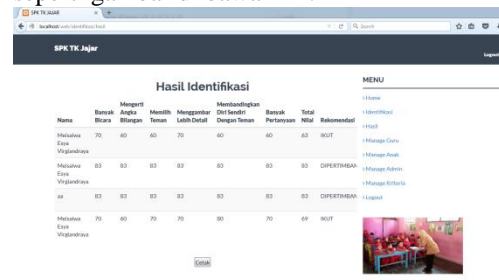 SPK TK JAJAR
localhost/web/identifikasi/hasil
Search
SPK TK Jajar
Logout
Hasil Identifikasi
Nama Banyak Bicara Mengerti Angka Bilangan Memilih Teman Menggambar Lebih Detail Membandingkan Diri Sendiri Dengan Teman Banyak Pertanyaan Total Nilai Rekomendasi
Meisalwa Esya Virglandraya 70 60 60 70 60 60 63 IKUT
Meisalwa Esya Virglandraya 83 83 83 83 83 83 83 DIPERTIMBAN
aa 83 83 83 83 83 83 83 DIPERTIMBAN
Meisalwa Esya Virglandraya 70 60 70 70 80 70 69 IKUT
Cetak
MENU
Home
Identifikasi
Hasil
Manage Guru
Manage Anak
Manage Admin
Manage Kriteria
Logout